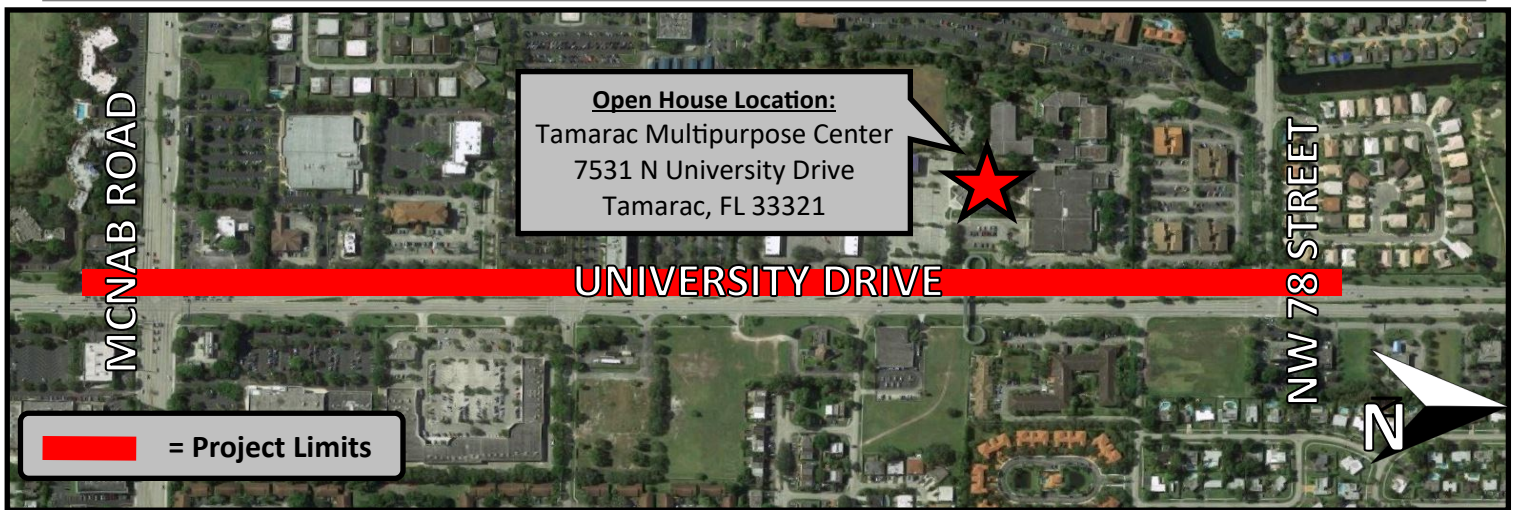 Open House Location:
Tamarac Multipurpose Center
7531 N University Drive
Tamarac, FL 33321
MCNAB ROAD
UNIVERSITY DRIVE
NW 78 STREET
= Project Limits
N